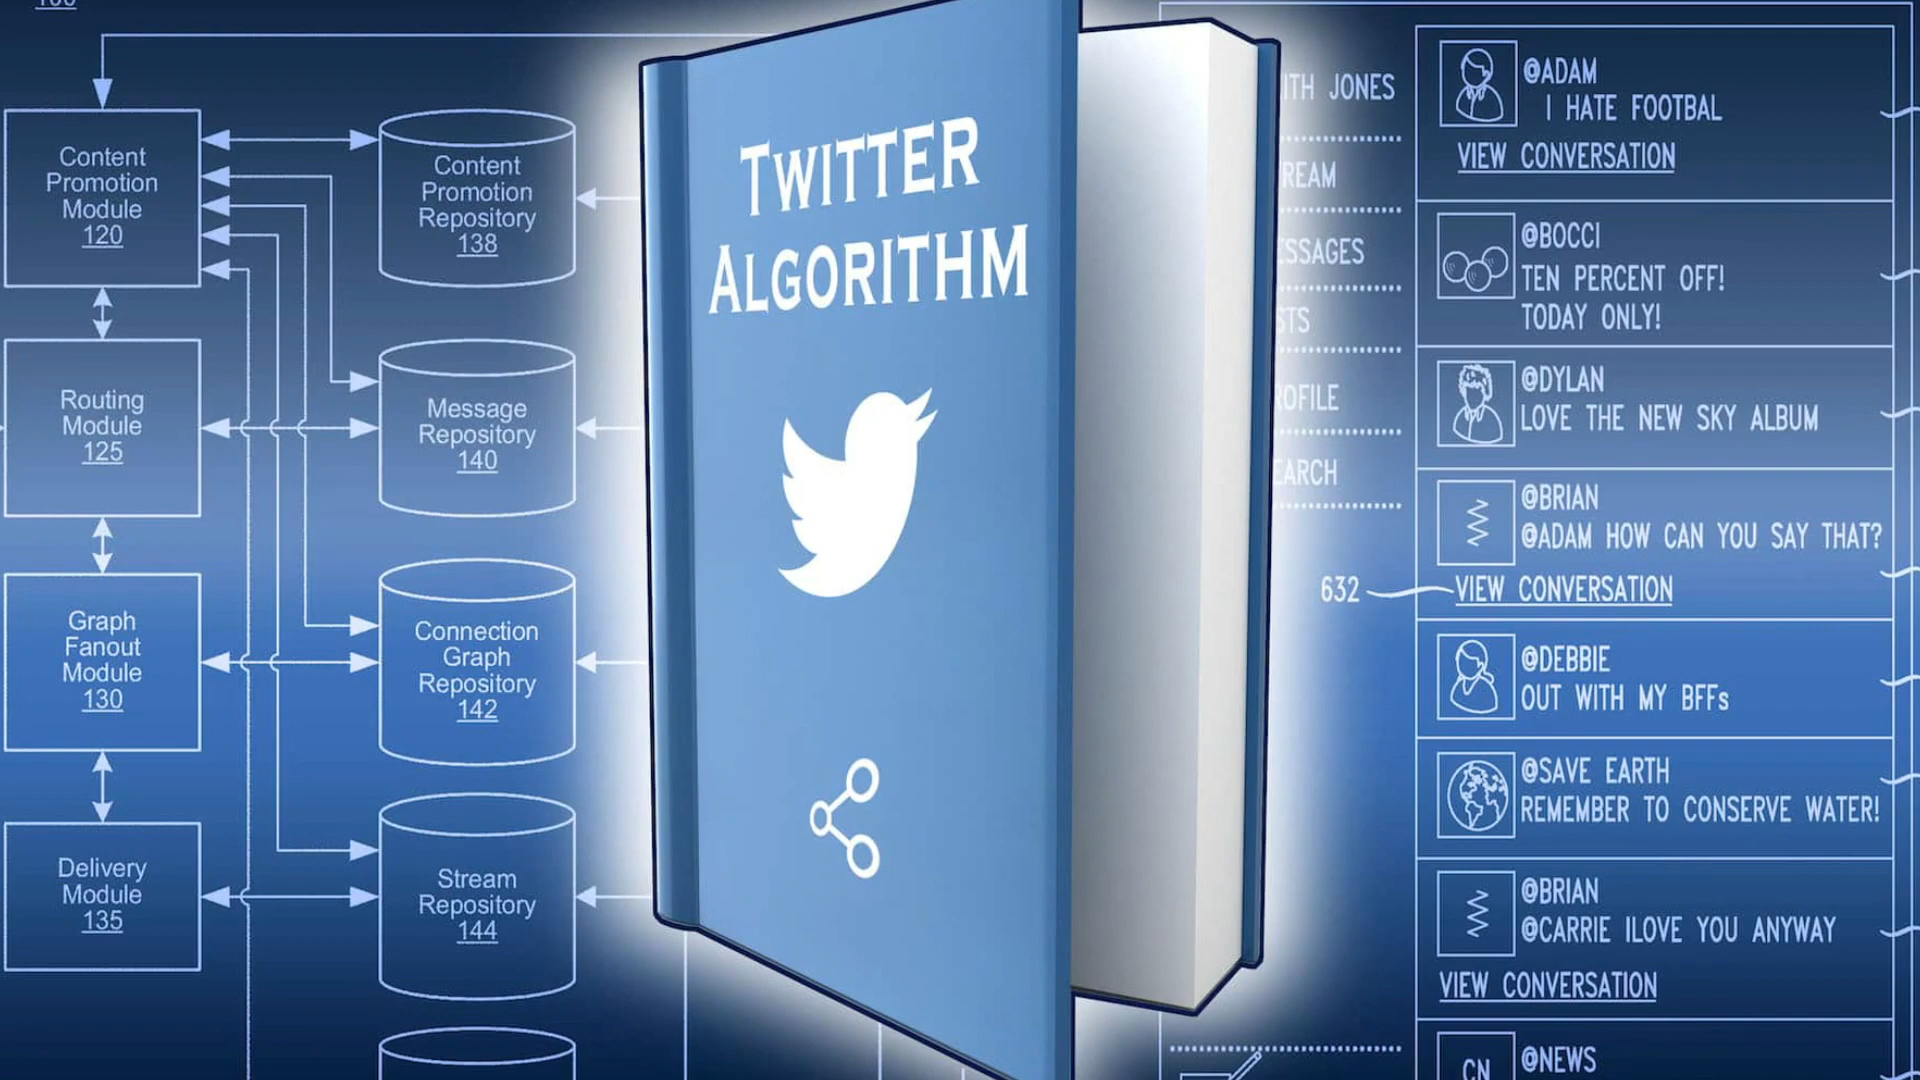 Content
Promotion
Module
120
Routing
Module
125
Graph
Fanout
Module
130
Delivery
Module
135
Content
Promotion
Repository
138
Message
Repository
140
Connection
Graph
Repository
142
Stream
Repository
144
TWITTER
ALGORITHM
JONES
632
@ADAM
I HATE FOOTBAL
VIEW CONVERSATION
@BOCCI
TEN PERCENT OFF!
TODAY ONLY!
@DYLAN
LOVE THE NEW SKY ALBUM
@BRIAN
@ADAM HOW CAN YOU SAY THAT?
VIEW CONVERSATION
@DEBBIE
OUT WITH MY BFFs
@SAVE EARTH
REMEMBER TO CONSERVE WATER!
@BRIAN
@CARRIE ILOVE YOU ANYWAY
VIEW CONVERSATION
@NEWS